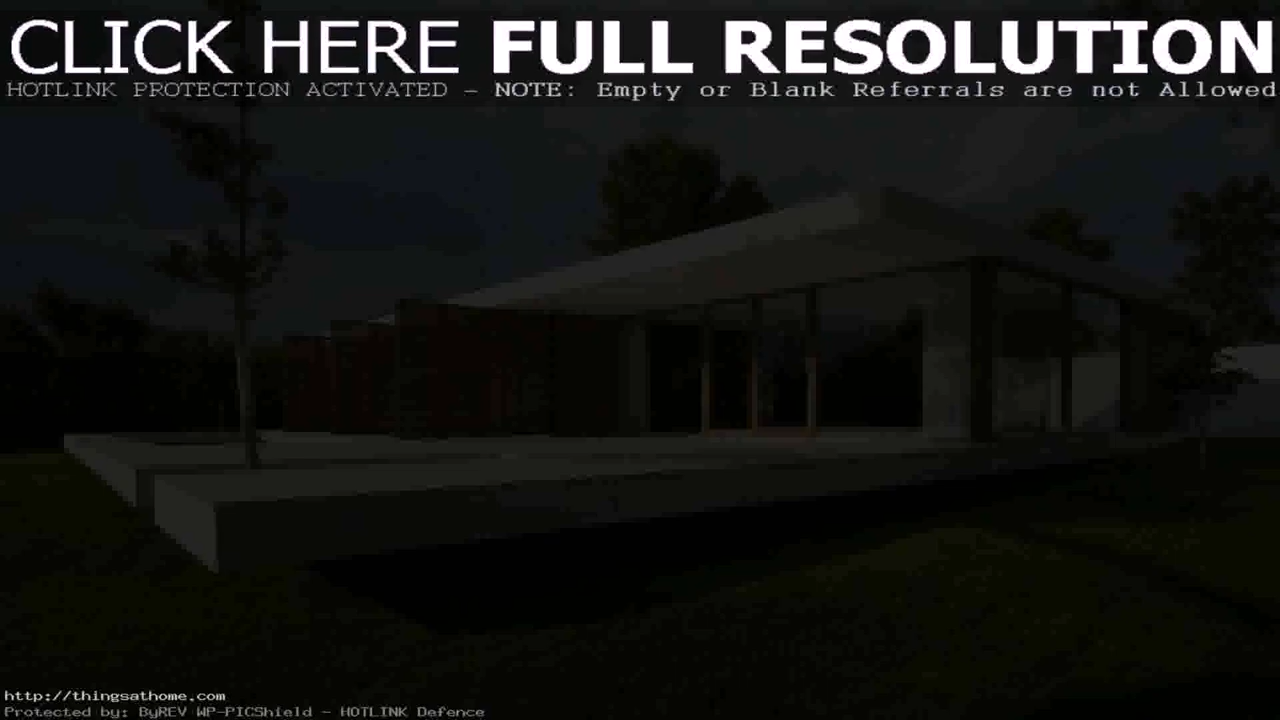 CLICK HERE FULL RESOLUTION
HOTLINK PROTECTION ACTIVATED - NOTE: Empty or Blank Referrals are not Allowed
http://thingsathome.com
Protected by: ByREV WP-PICShield - HOTLINK Defence